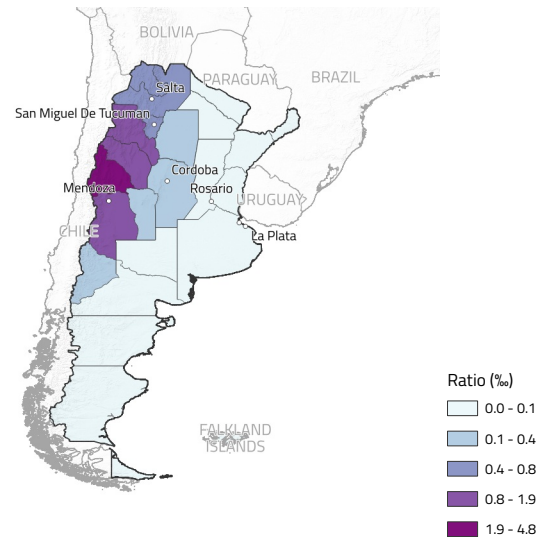 BOLIVIA
PARAGUAY
BRAZIL
Salta
San Miguel De Tucuman
Cordoba
Mendoza
Rosario
URUGUAY
CHILE
La Plata
FALKLAND
ISLANDS
Ratio (‰)
0.0 - 0.1
0.1 - 0.4
0.4 - 0.8
0.8 - 1.9
1.9 - 4.8